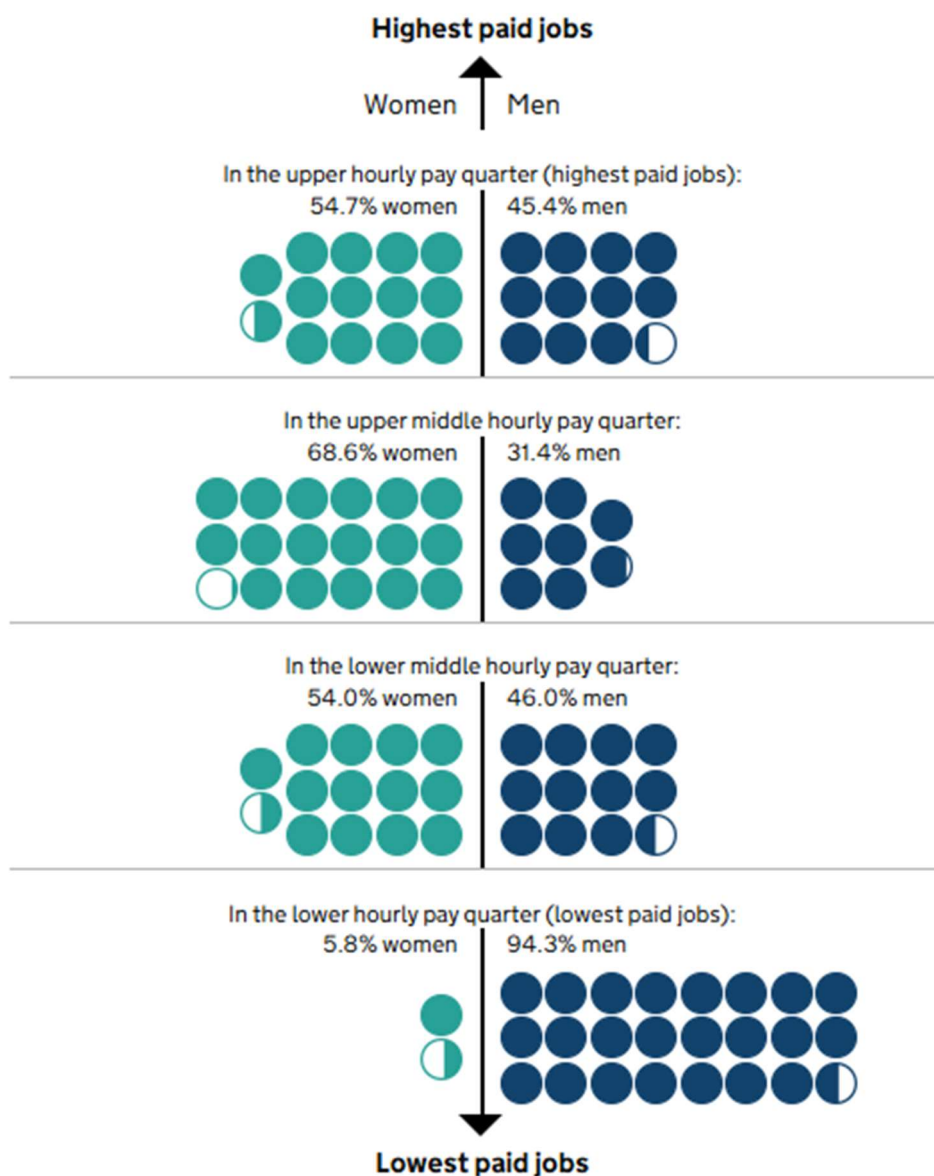 Highest paid jobs
Women Men
In the upper hourly pay quarter (highest paid jobs):
54.7% women 45.4% men
In the upper middle hourly pay quarter:
68.6% women 31.4% men
In the lower middle hourly pay quarter:
54.0% women 46.0% men
In the lower hourly pay quarter (lowest paid jobs):
5.8% women 94.3% men
Lowest paid jobs